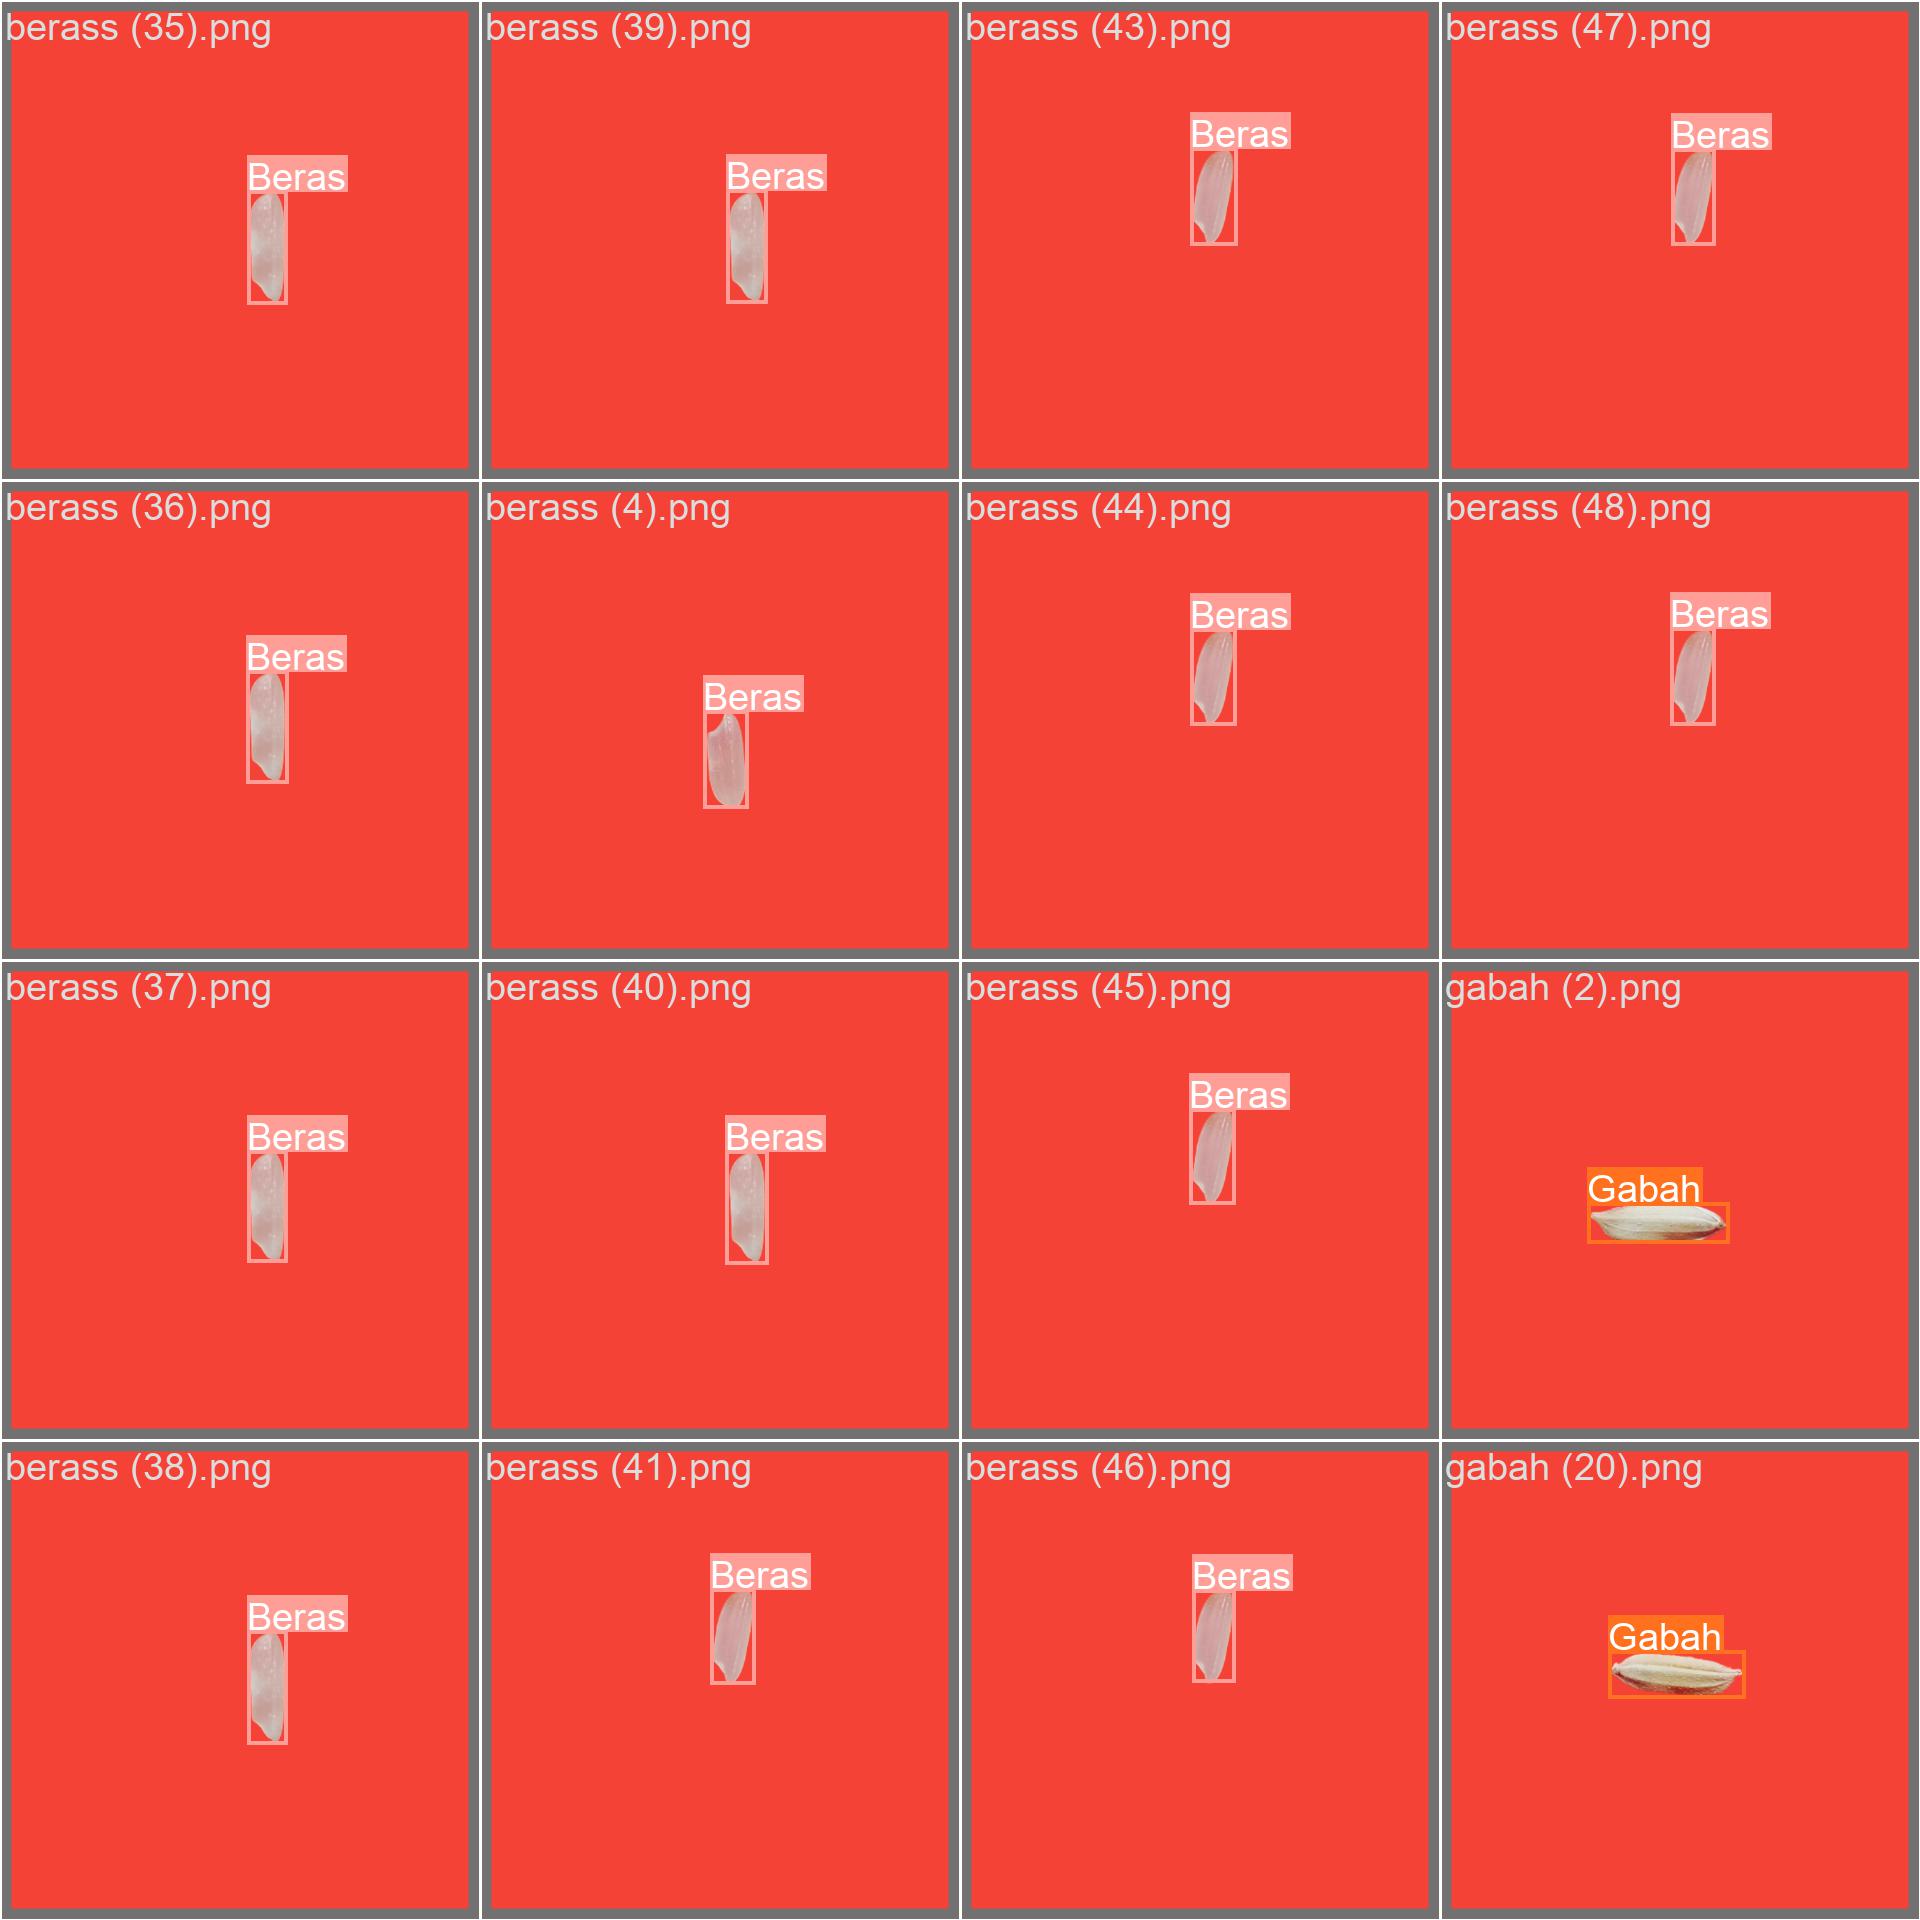 berass (35).png
Beras
berass (39).png
Beras
berass (43).png
Beras
berass (47).png
Beras
berass (36).png
Beras
berass (4).png
Beras
berass (44).png
Beras
berass (48).png
Beras
berass (37).png
Beras
berass (40).png
Beras
berass (45).png
Beras
gabah (2).png
Gabah
berass (38).png
Beras
berass (41).png
Beras
berass (46).png
Beras
gabah (20).png
Gabah